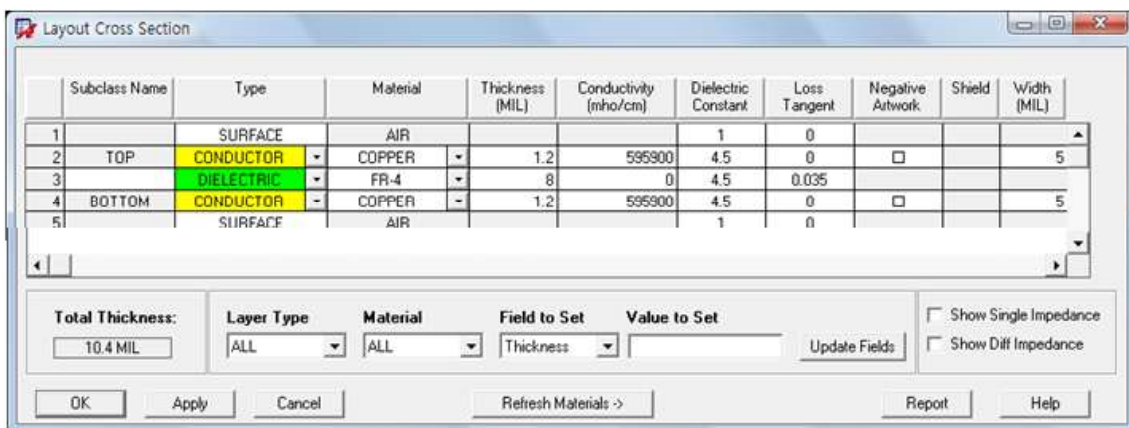 Layout Cross Section
Subclass Name Type Material Thickness (MIL) Conductivity (mho/cm) Dielectric Constant Loss Tangent Negative Artwork Shield Width (MIL)
1 SURFACE AIR 1 0
2 TOP CONDUCTOR COPPER 1.2 595900 4.5 0 5
3 DIELECTRIC FR-4 8 0 4.5 0.035
4 BOTTOM CONDUCTOR COPPER 1.2 595900 4.5 0 5
5 SURFACE AIR 1 0
Total Thickness: Layer Type Material Field to Set Value to Set Show Single Impedance
10.4 MIL ALL ALL Thickness Update Fields Show Diff Impedance
OK Apply Cancel Refresh Materials -> Report Help